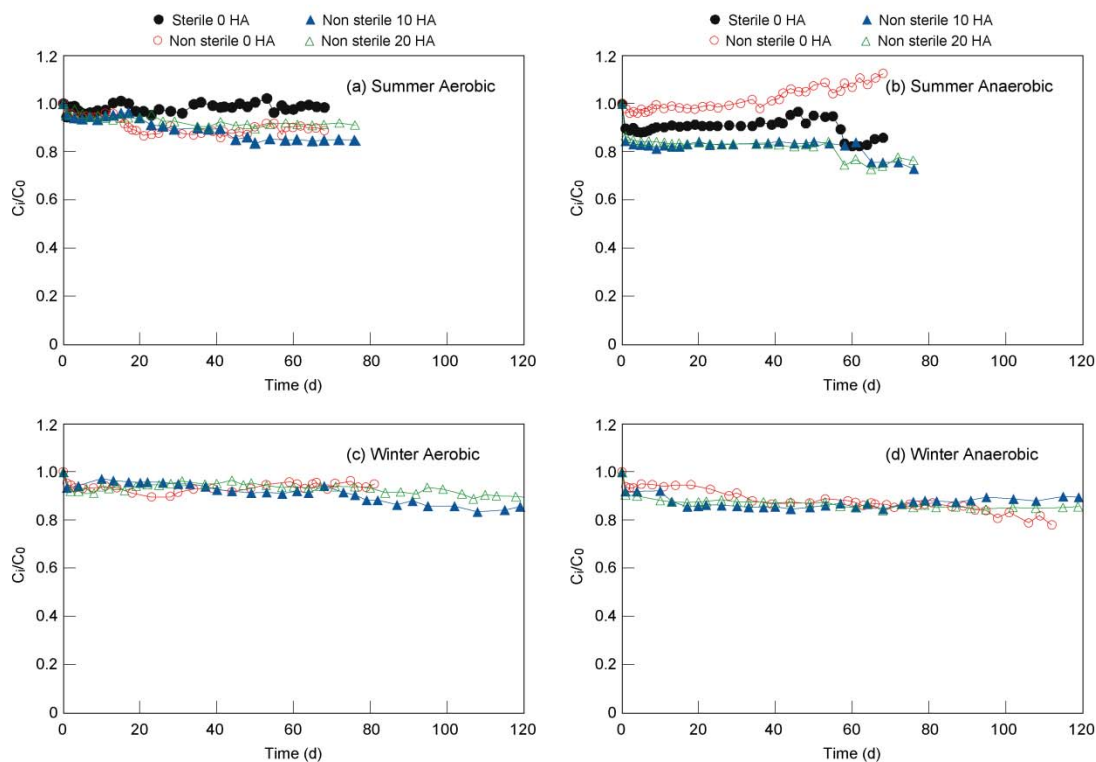 Sterile 0 HA Non sterile 10 HA
Non sterile 0 HA Non sterile 20 HA
Sterile 0 HA Non sterile 10 HA
Non sterile 0 HA Non sterile 20 HA
(a) Summer Aerobic
1.2
1.0
0.8
0.6
0.4
0.2
0
Ci/C0
0 20 40 60 80 100 120
Time (d)
(b) Summer Anaerobic
1.2
1.0
0.8
0.6
0.4
0.2
0
Ci/C0
0 20 40 60 80 100 120
Time (d)
(c) Winter Aerobic
1.2
1.0
0.8
0.6
0.4
0.2
0
Ci/C0
0 20 40 60 80 100 120
Time (d)
(d) Winter Anaerobic
1.2
1.0
0.8
0.6
0.4
0.2
0
Ci/C0
0 20 40 60 80 100 120
Time (d)